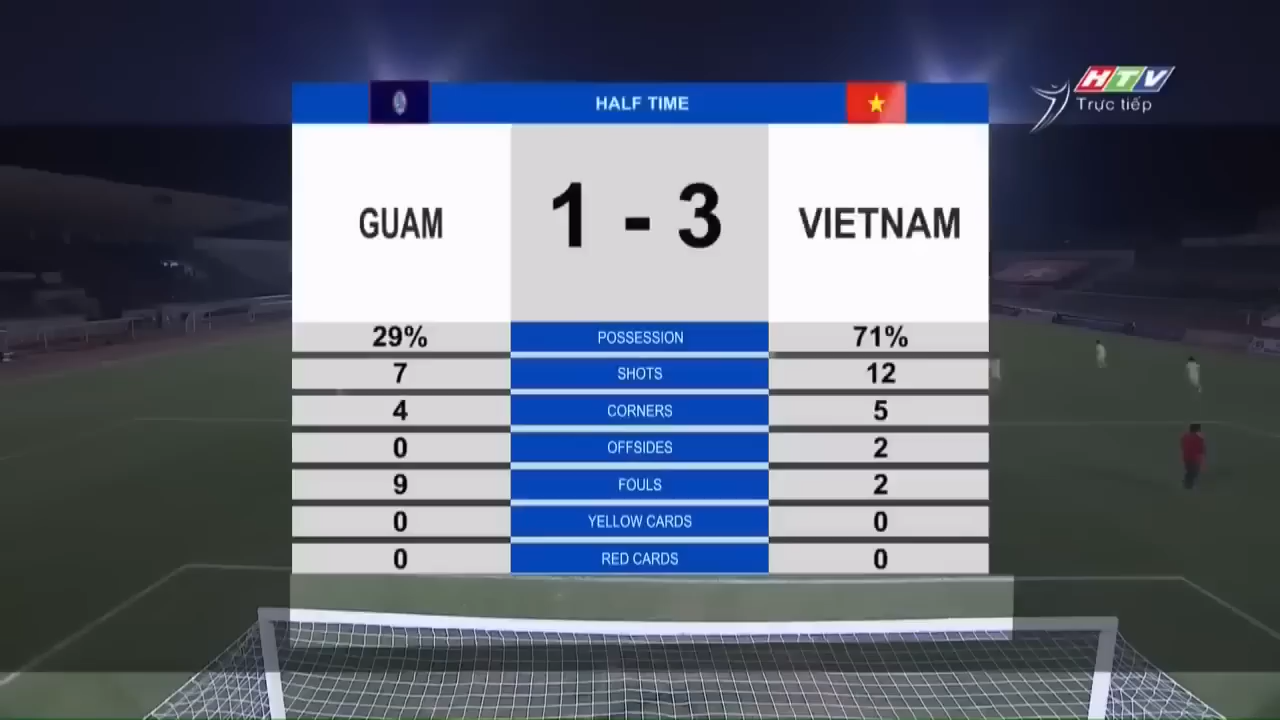 HTV
Trực tiếp
HALF TIME
GUAM 1 - 3 VIETNAM
29% POSSESSION 71%
7 SHOTS 12
4 CORNERS 5
0 OFFSIDES 2
9 FOULS 2
0 YELLOW CARDS 0
0 RED CARDS 0